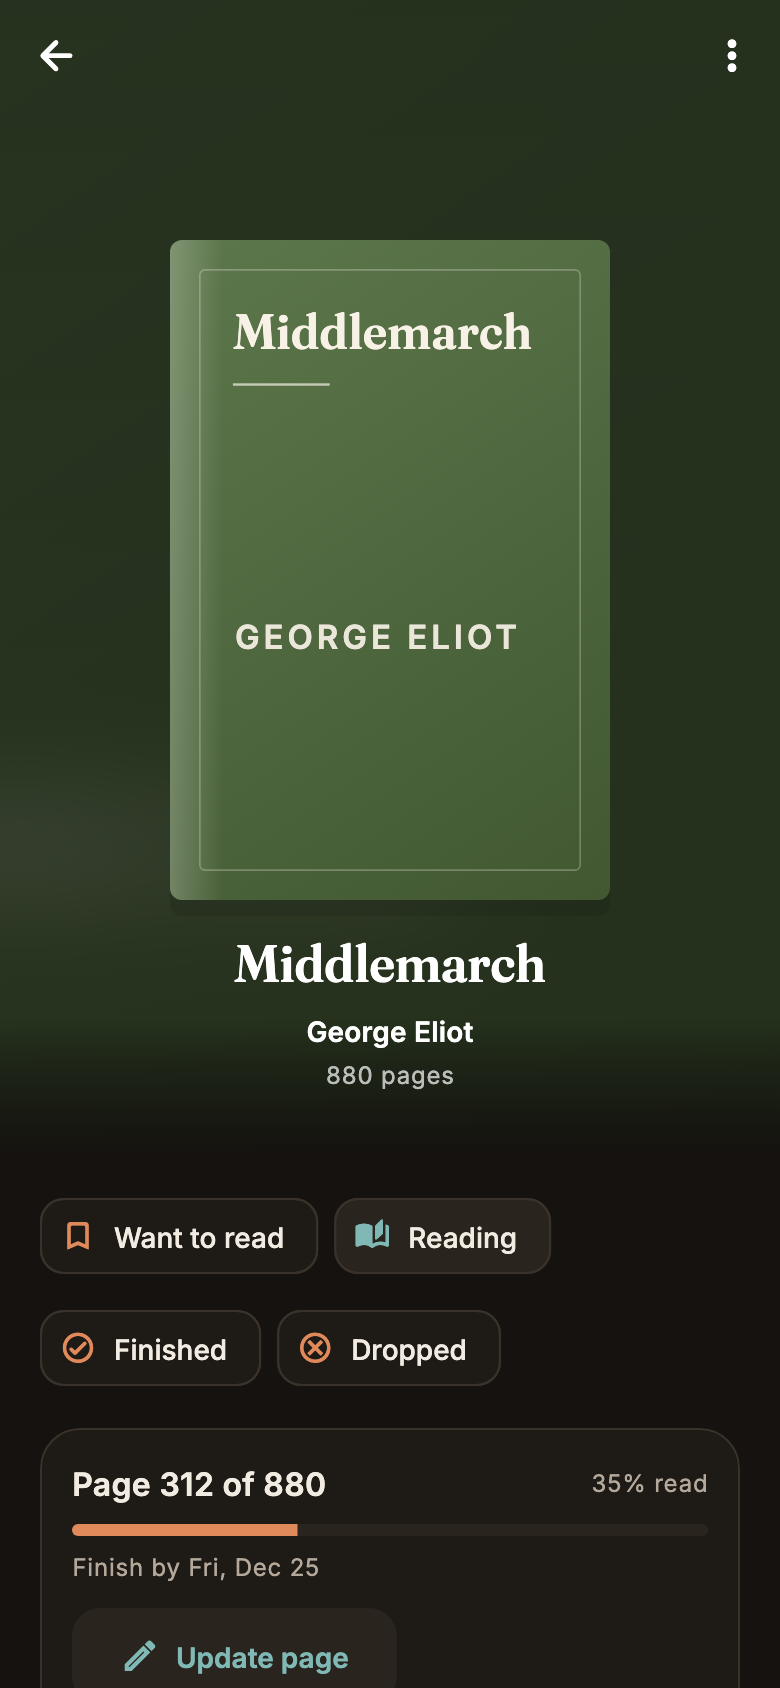 Middlemarch
GEORGE ELIOT
Middlemarch
George Eliot
880 pages
Want to read
Reading
Finished
Dropped
Page 312 of 880
35% read
Finish by Fri, Dec 25
Update page